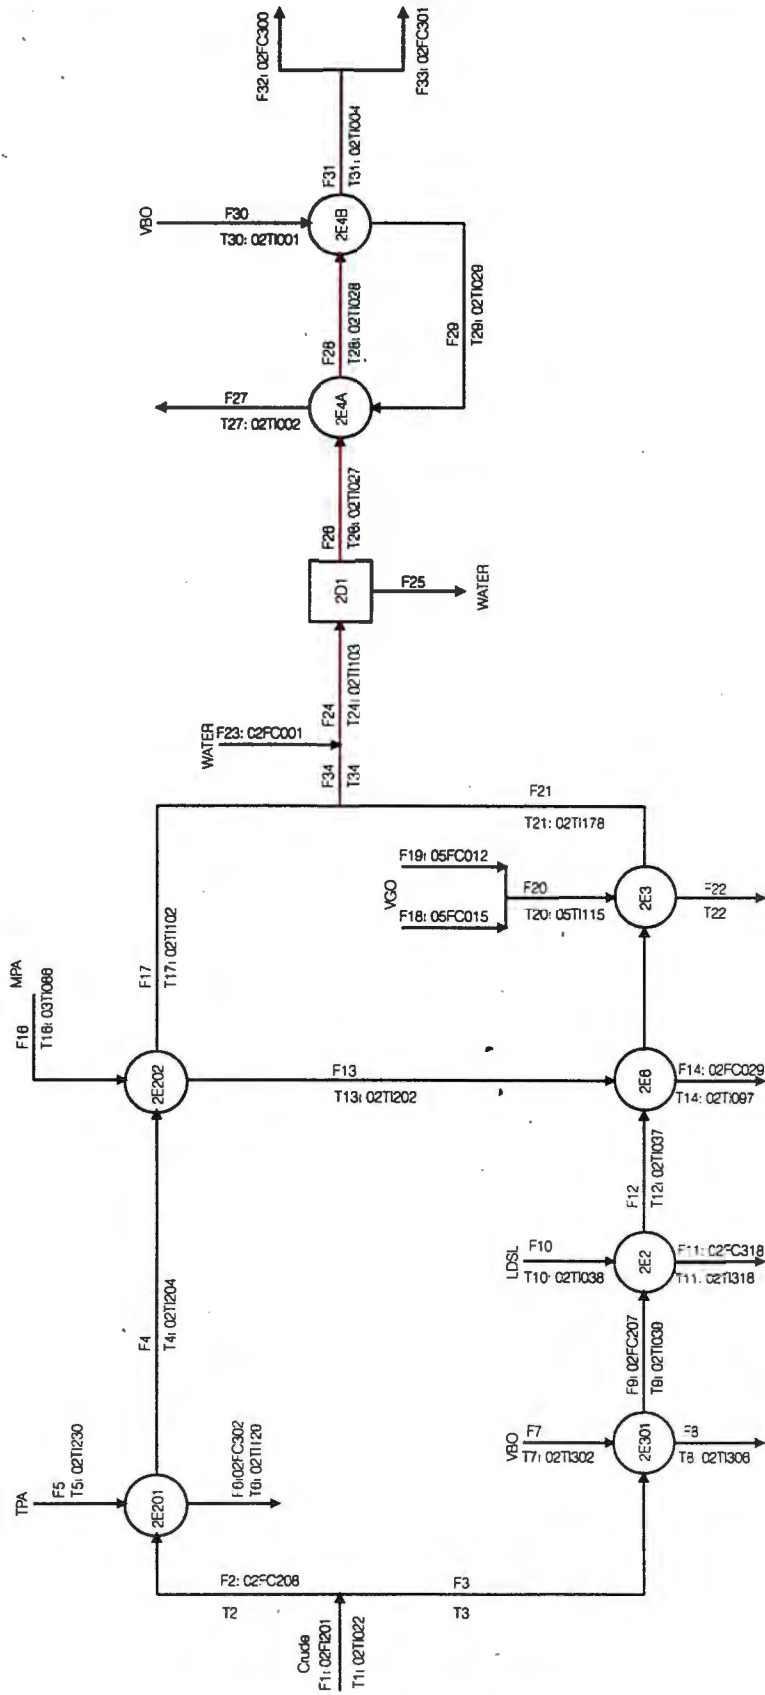 Crude
F1: 02FI201
T1: 02TI022
F2: 02FC208
T2
F3
T3
TPA
F5
T5: 02TI230
2E201
F6: 02FC302
T6: 02TI120
F4
T4: 02TI204
VBO
F7
T7: 02TI302
2E301
F8
T8: 02TI306
F9: 02FC207
T9: 02TI039
LDSL
F10
T10: 02TI038
2E2
F11: 02FC318
T11: 02TI318
F12
T12: 02TI037
MPA
F16
T16: 03TI088
2E202
F13
T13: 02TI202
2E6
F14: 02FC029
T14: 02TI097
F17
T17: 02TI102
VGO
F18: 05FC015
F19: 05FC012
F20
T20: 05TI115
2E3
F22
T22
F21
T21: 02TI178
F34
T34
WATER
F23: 02FC001
F24
T24: 02TI103
2D1
F25
WATER
F26
T26: 02TI027
2E4A
F27
T27: 02TI002
F28
T28: 02TI028
2E4B
VBO
F30
T30: 02TI001
F29
T29: 02TI029
F31
T31: 02TI004
F32: 02FC300
F33: 02FC301